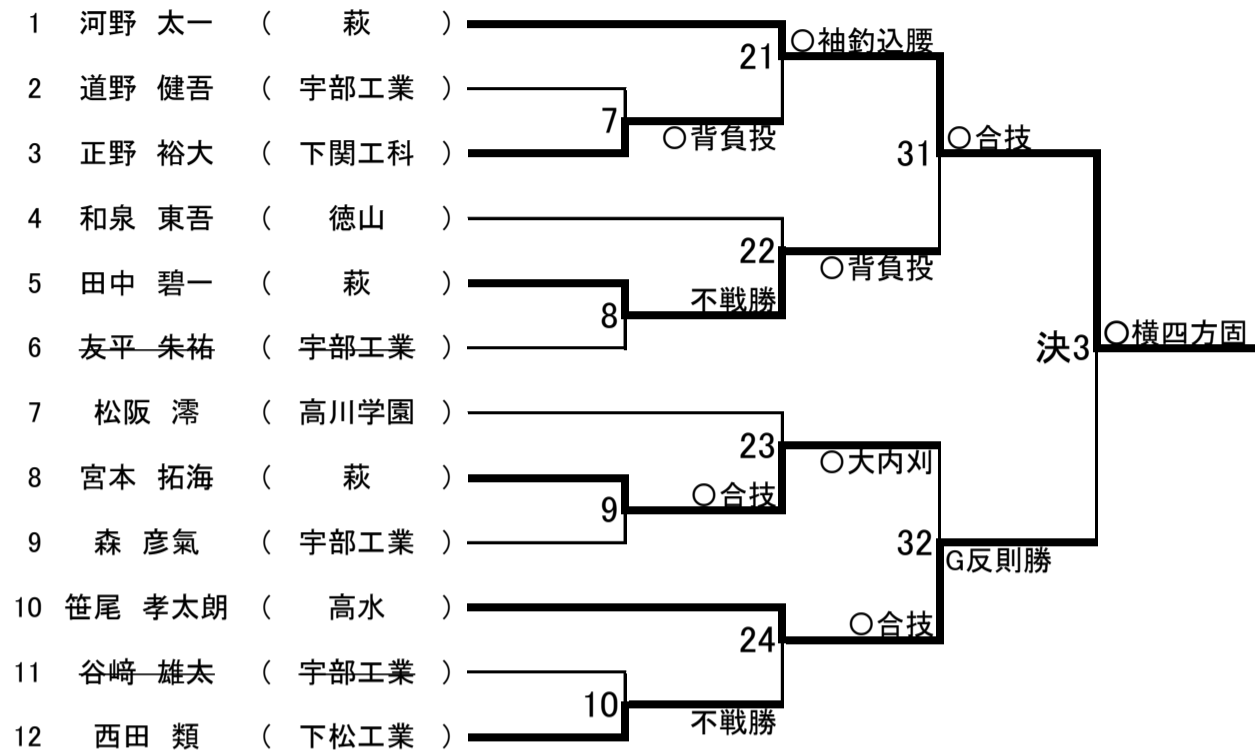 1 河野 太一 ( 萩 )
21 ○袖釣込腰
2 道野 健吾 ( 宇部工業 )
7 ○背負投
3 正野 裕大 ( 下関工科 )
31 ○合技
4 和泉 東吾 ( 徳山 )
22 ○背負投
5 田中 碧一 ( 萩 )
8 不戦勝
6 友平 朱祐 ( 宇部工業 )
決3 ○横四方固
7 松阪 澪 ( 高川学園 )
23 ○大内刈
8 宮本 拓海 ( 萩 )
9 ○合技
9 森 彦氣 ( 宇部工業 )
32 G反則勝
10 笹尾 孝太朗 ( 高水 )
24 ○合技
11 谷﨑 雄太 ( 宇部工業 )
10 不戦勝
12 西田 類 ( 下松工業 )